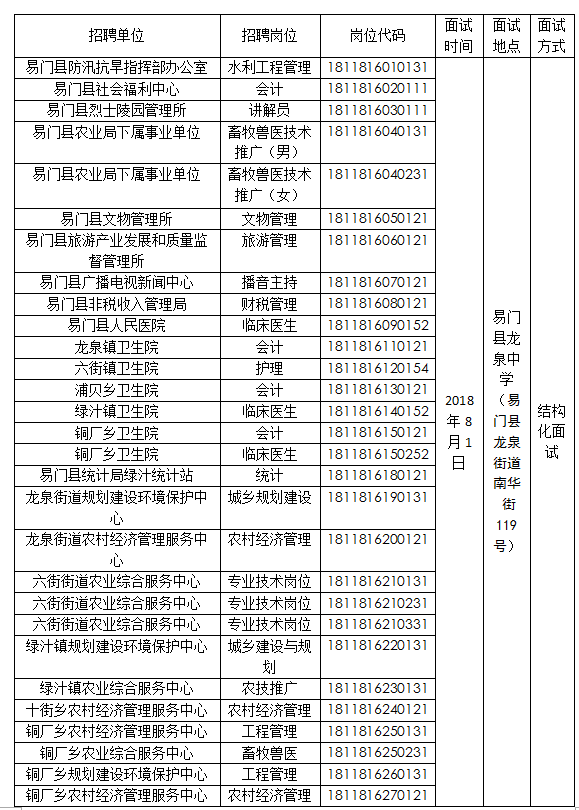 招聘单位 招聘岗位 岗位代码 面试时间 面试地点 面试方式
易门县防汛抗旱指挥部办公室 水利工程管理 1811816010131
易门县社会福利中心 会计 1811816020111
易门县烈士陵园管理所 讲解员 1811816030111
易门县农业局下属事业单位 畜牧兽医技术推广（男） 1811816040131
易门县农业局下属事业单位 畜牧兽医技术推广（女） 1811816040231
易门县文物管理所 文物管理 1811816050121
易门县旅游产业发展和质量监督管理所 旅游管理 1811816060121
易门县广播电视新闻中心 播音主持 1811816070121
易门县非税收入管理局 财税管理 1811816080121
易门县人民医院 临床医生 1811816090152
龙泉镇卫生院 会计 1811816110121
六街镇卫生院 护理 1811816120154
浦贝乡卫生院 会计 1811816130121
绿汁镇卫生院 临床医生 1811816140152
铜厂乡卫生院 会计 1811816150121
铜厂乡卫生院 临床医生 1811816150252
易门县统计局绿汁统计站 统计 1811816180121
龙泉街道规划建设环境保护中心 城乡规划建设 1811816190131
龙泉街道农村经济管理服务中心 农村经济管理 1811816200121
六街街道农业综合服务中心 专业技术岗位 1811816210131
六街街道农业综合服务中心 专业技术岗位 1811816210231
六街街道农业综合服务中心 专业技术岗位 1811816210331
绿汁镇规划建设环境保护中心 城乡建设与规划 1811816220131
绿汁镇农业综合服务中心 农技推广 1811816230131
十街乡农村经济管理服务中心 农村经济管理 1811816240121
铜厂乡农村经济管理服务中心 工程管理 1811816250131
铜厂乡农业综合服务中心 畜牧兽医 1811816250231
铜厂乡规划建设环境保护中心 工程管理 1811816260131
铜厂乡农村经济管理服务中心 农村经济管理 1811816270121
2018
年 8
月 1
日
易门
县龙
泉中
学
（易
门县
龙泉
街道
南华
街
119
号）
结构
化面
试